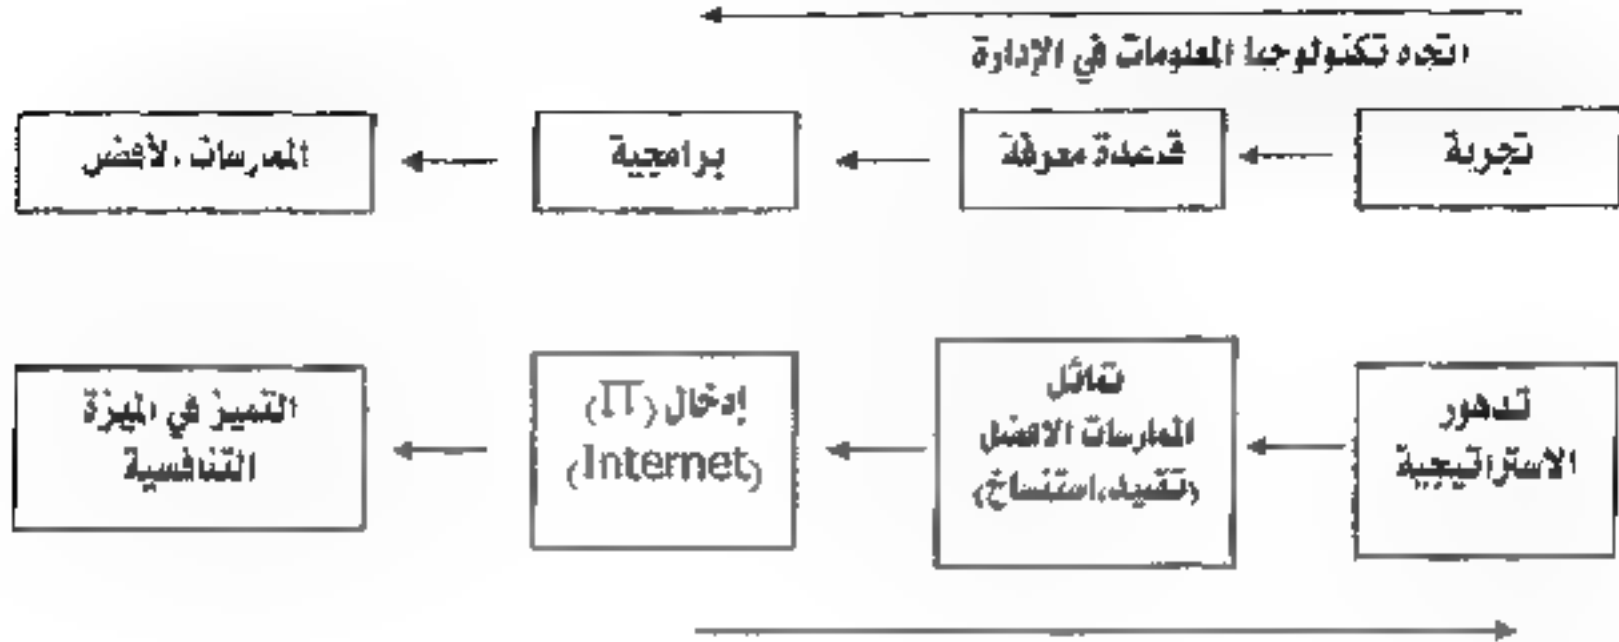 اتجاه تكنولوجيا المعلومات في الإدارة
تجربة
قاعدة معرفة
برامجية
الممارسات الأفضل
تدهور
الاستراتيجية
تماثل
الممارسات الافضل
(تقليد، استنساخ)
إدخال (IT)
(Internet)
التميز في الميزة
التنافسية